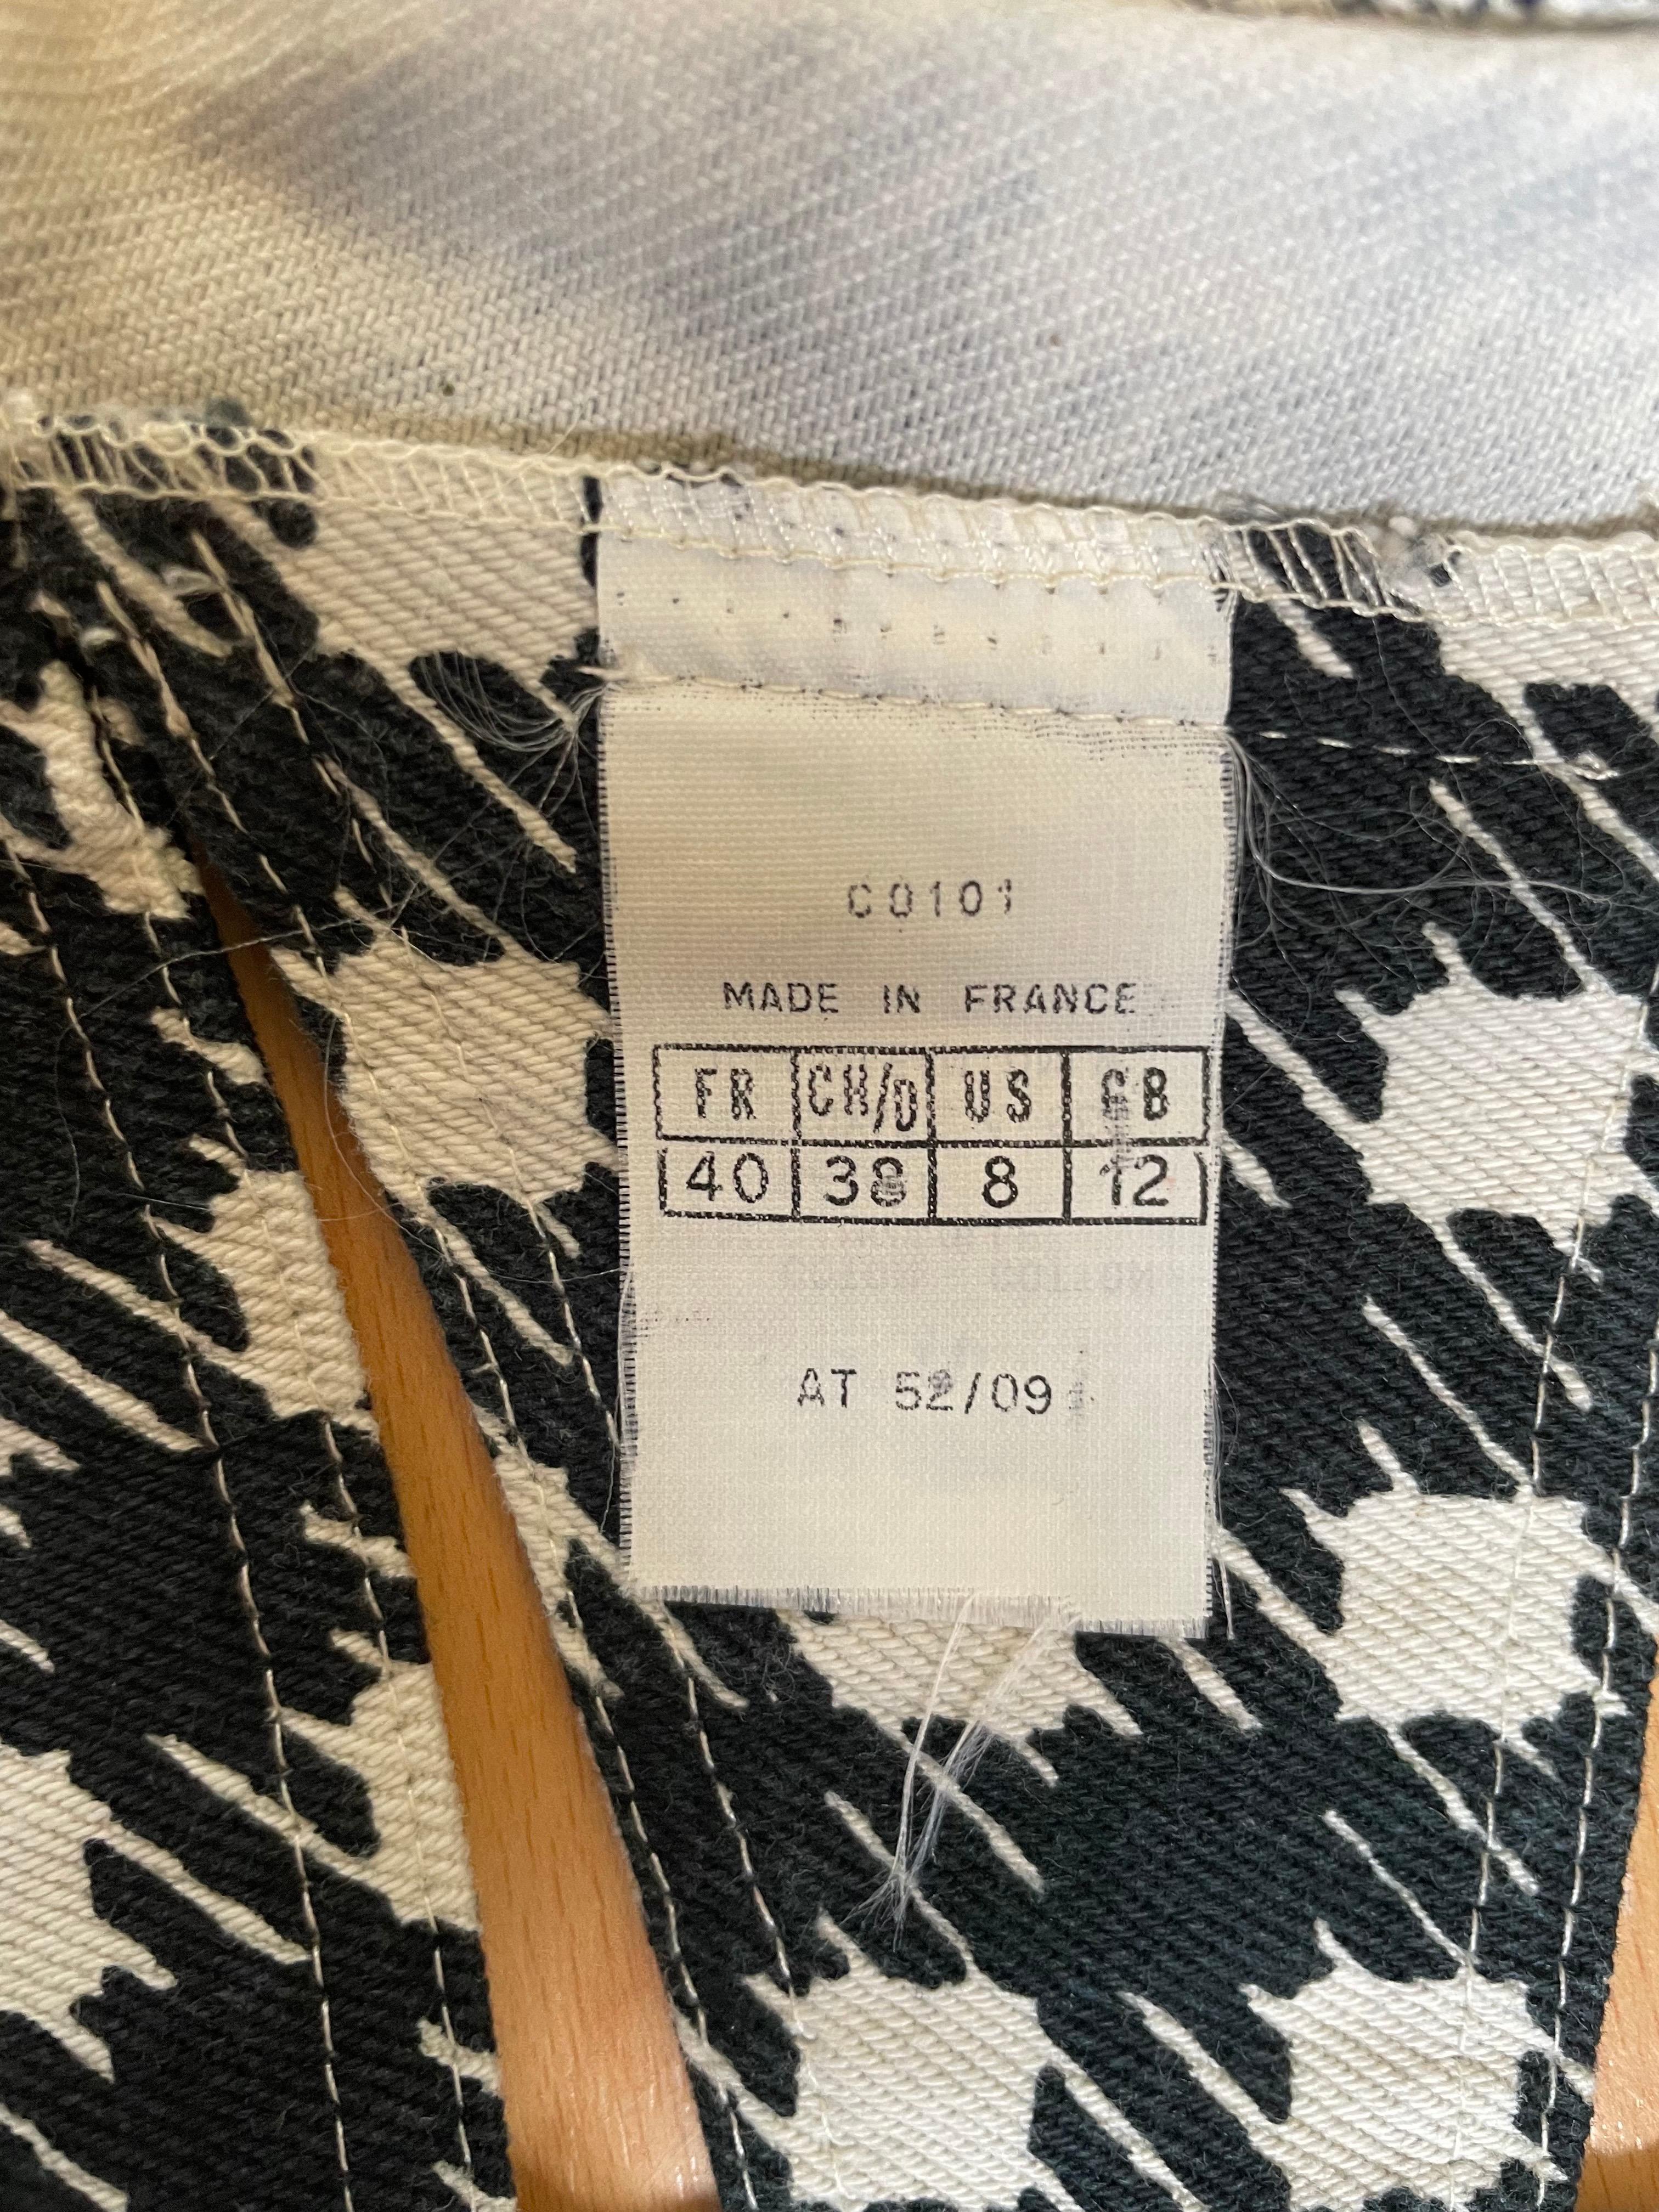 C0101
MADE IN FRANCE
FR CH/D US GB
40 38 8 12
AT 52/09